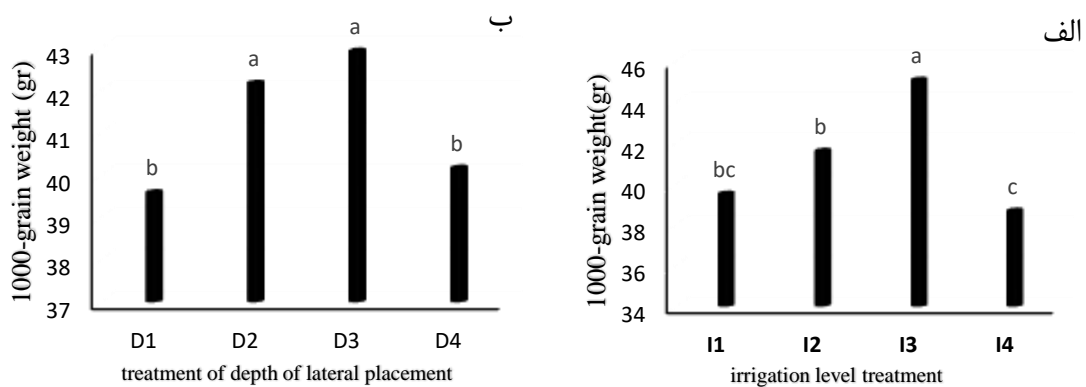 ب
1000-grain weight (gr)
43
42
41
40
39
38
37
b
a
a
b
D1 D2 D3 D4
treatment of depth of lateral placement
الف
1000-grain weight(gr)
46
44
42
40
38
36
34
bc
b
a
c
I1 I2 I3 I4
irrigation level treatment